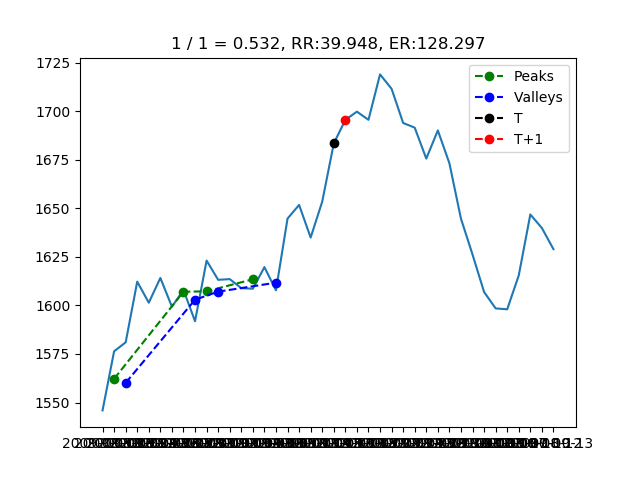 1 / 1 = 0.532, RR:39.948, ER:128.297
1725
1700
1675
1650
1625
1600
1575
1550
Peaks
Valleys
T
T+1